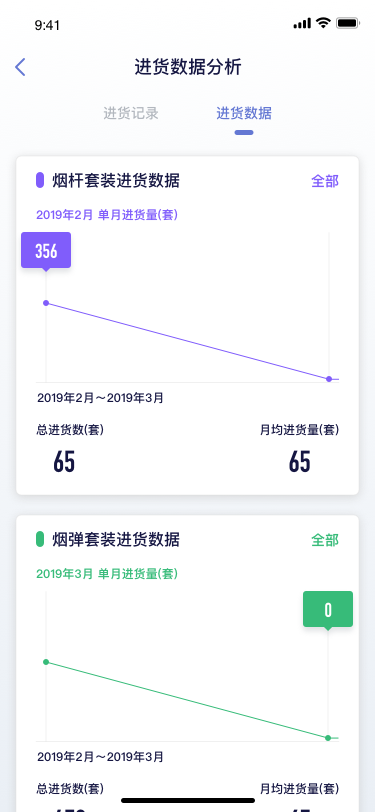 9:41
进货数据分析
进货记录
进货数据
烟杆套装进货数据
全部
2019年2月 单月进货量(套)
356
2019年2月～2019年3月
总进货数(套)
月均进货量(套)
65
65
烟弹套装进货数据
全部
2019年3月 单月进货量(套)
0
2019年2月～2019年3月
总进货数(套)
月均进货量(套)